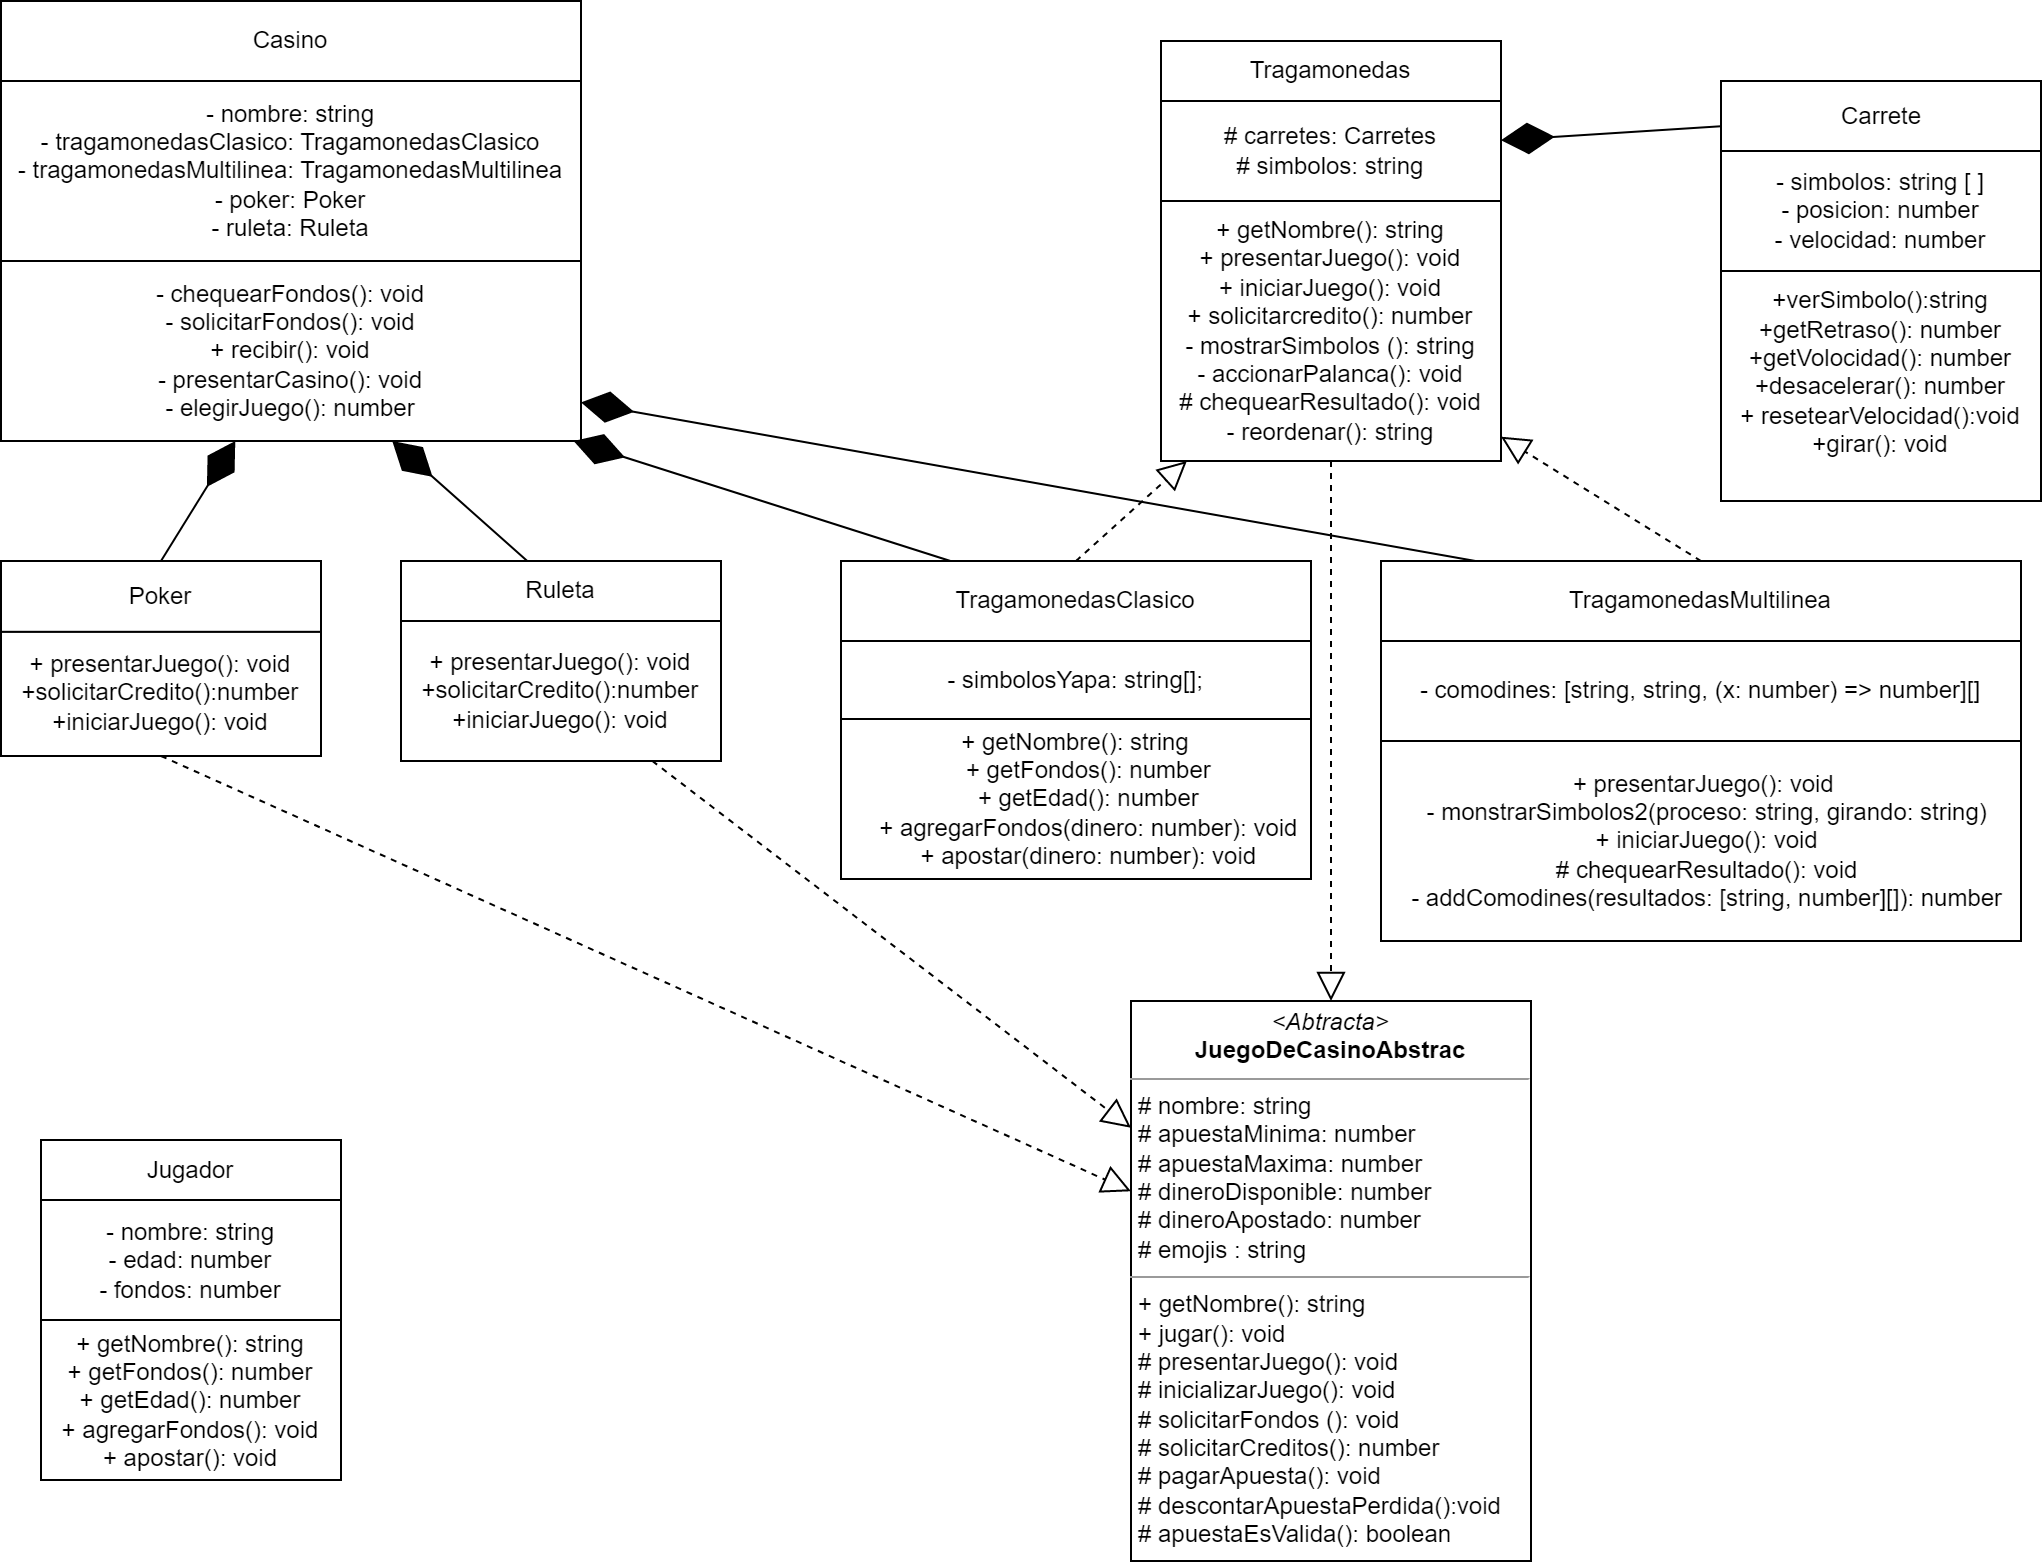 Casino
- nombre: string
- tragamonedasClasico: TragamonedasClasico
- tragamonedasMultilinea: TragamonedasMultilinea
- poker: Poker
- ruleta: Ruleta
- chequearFondos(): void
- solicitarFondos(): void
+ recibir(): void
- presentarCasino(): void
- elegirJuego(): number
Tragamonedas
# carretes: Carretes
# simbolos: string
+ getNombre(): string
+ presentarJuego(): void
+ iniciarJuego(): void
+ solicitarcredito(): number
- mostrarSimbolos (): string
- accionarPalanca(): void
# chequearResultado(): void
- reordenar(): string
Carrete
- simbolos: string [ ]
- posicion: number
- velocidad: number
+verSimbolo():string
+getRetraso(): number
+getVolocidad(): number
+desacelerar(): number
+ resetearVelocidad():void
+girar(): void
Poker
+ presentarJuego(): void
+solicitarCredito():number
+iniciarJuego(): void
Ruleta
+ presentarJuego(): void
+solicitarCredito():number
+iniciarJuego(): void
TragamonedasClasico
- simbolosYapa: string[];
+ getNombre(): string
+ getFondos(): number
+ getEdad(): number
+ agregarFondos(dinero: number): void
+ apostar(dinero: number): void
TragamonedasMultilinea
- comodines: [string, string, (x: number) => number][]
+ presentarJuego(): void
- monstrarSimbolos2(proceso: string, girando: string)
+ iniciarJuego(): void
# chequearResultado(): void
- addComodines(resultados: [string, number][]): number
<Abtracta>
JuegoDeCasinoAbstrac
# nombre: string
# apuestaMinima: number
# apuestaMaxima: number
# dineroDisponible: number
# dineroApostado: number
# emojis : string
+ getNombre(): string
+ jugar(): void
# presentarJuego(): void
# inicializarJuego(): void
# solicitarFondos (): void
# solicitarCreditos(): number
# pagarApuesta(): void
# descontarApuestaPerdida():void
# apuestaEsValida(): boolean
Jugador
- nombre: string
- edad: number
- fondos: number
+ getNombre(): string
+ getFondos(): number
+ getEdad(): number
+ agregarFondos(): void
+ apostar(): void